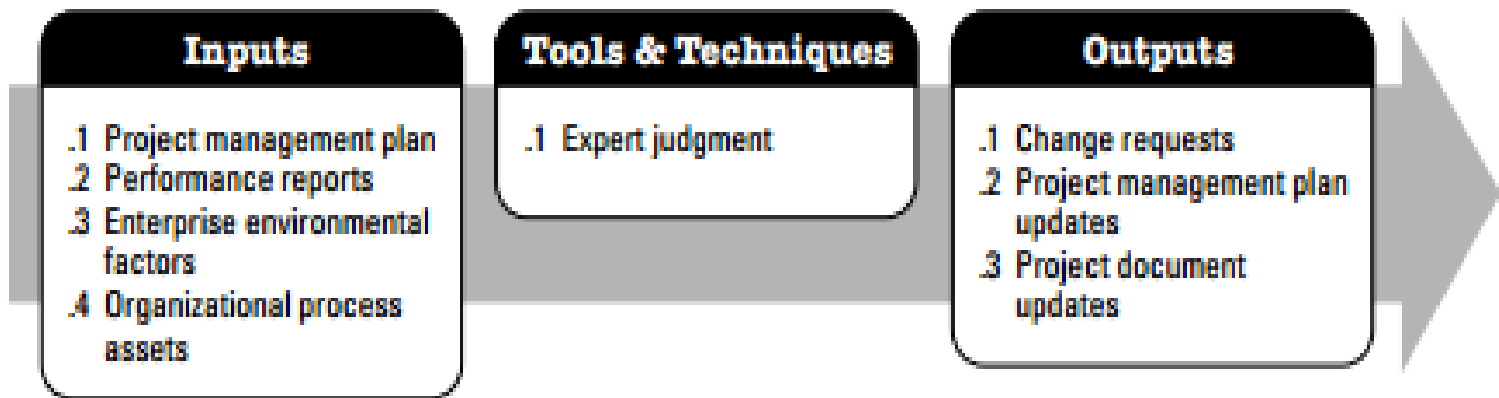 Inputs
.1 Project management plan
.2 Performance reports
.3 Enterprise environmental
factors
.4 Organizational process
assets
Tools & Techniques
.1 Expert judgment
Outputs
.1 Change requests
.2 Project management plan
updates
.3 Project document
updates